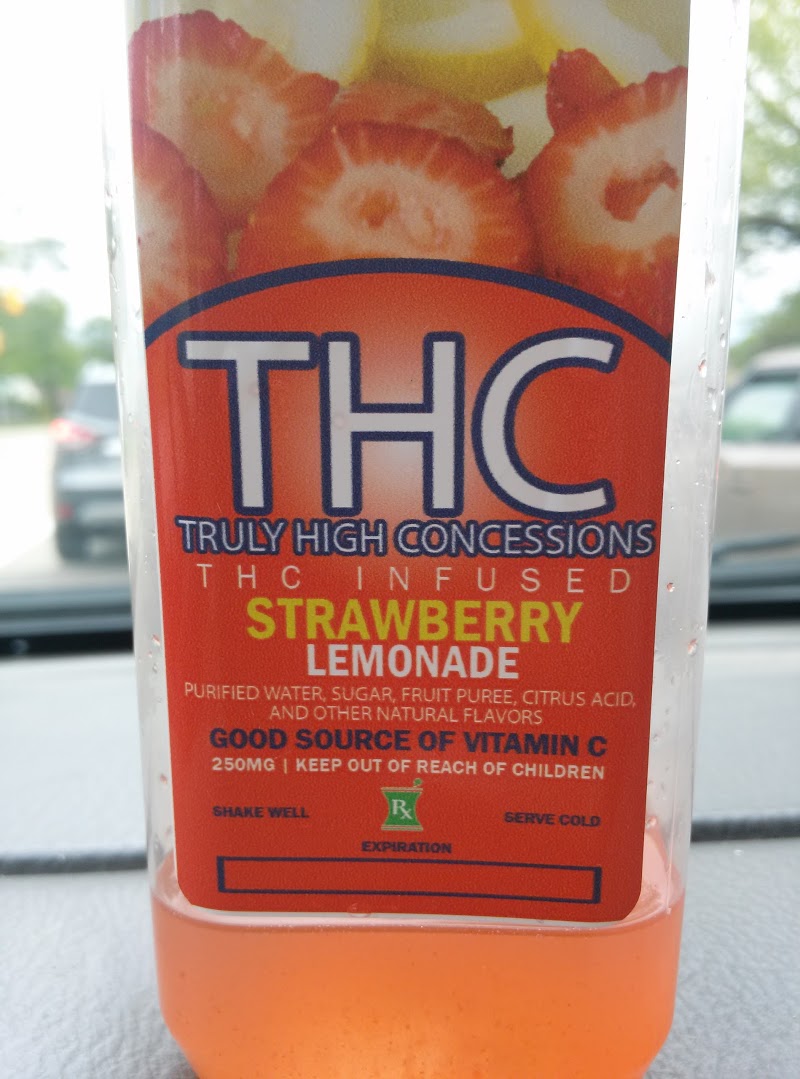 THC
TRULY HIGH CONCESSIONS
THC INFUSED
STRAWBERRY
LEMONADE
PURIFIED WATER, SUGAR, FRUIT PUREE, CITRUS ACID,
AND OTHER NATURAL FLAVORS
GOOD SOURCE OF VITAMIN C
250MG | KEEP OUT OF REACH OF CHILDREN
SHAKE WELL
Rx
SERVE COLD
EXPIRATION